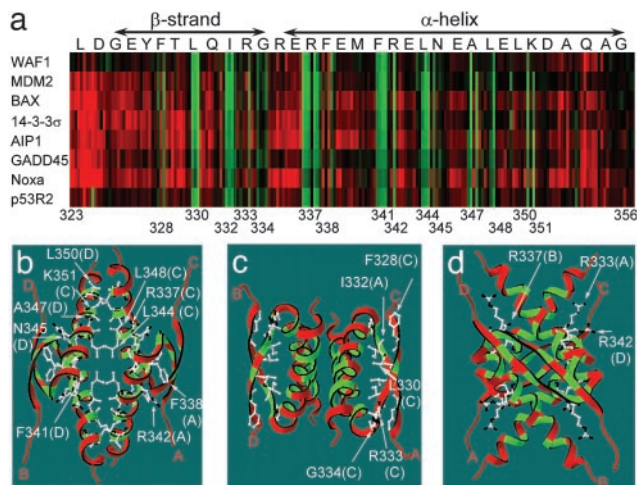 a
β-strand α-helix
L D G E Y F T L Q I R G R E R F E M F R E L N E A L E L K D A Q A G
WAF1
MDM2
BAX
14-3-3σ
AIP1
GADD45
Noxa
p53R2
323 330 332 333 337 341 344 347 350 356
328 334 338 342 345 348 351
b
L350(D)
K351
(C)
A347(D)
N345
(D)
F341(D)
L348(C)
R337(C)
L344 (C)
F338
(A)
R342(A)
D
C
B
A
c
F328(C)
I332(A)
L330
(C)
R333
(C)
G334(C)
B
C
D
A
d
R337(B)
R333(A)
R342
(D)
D
C
A
B